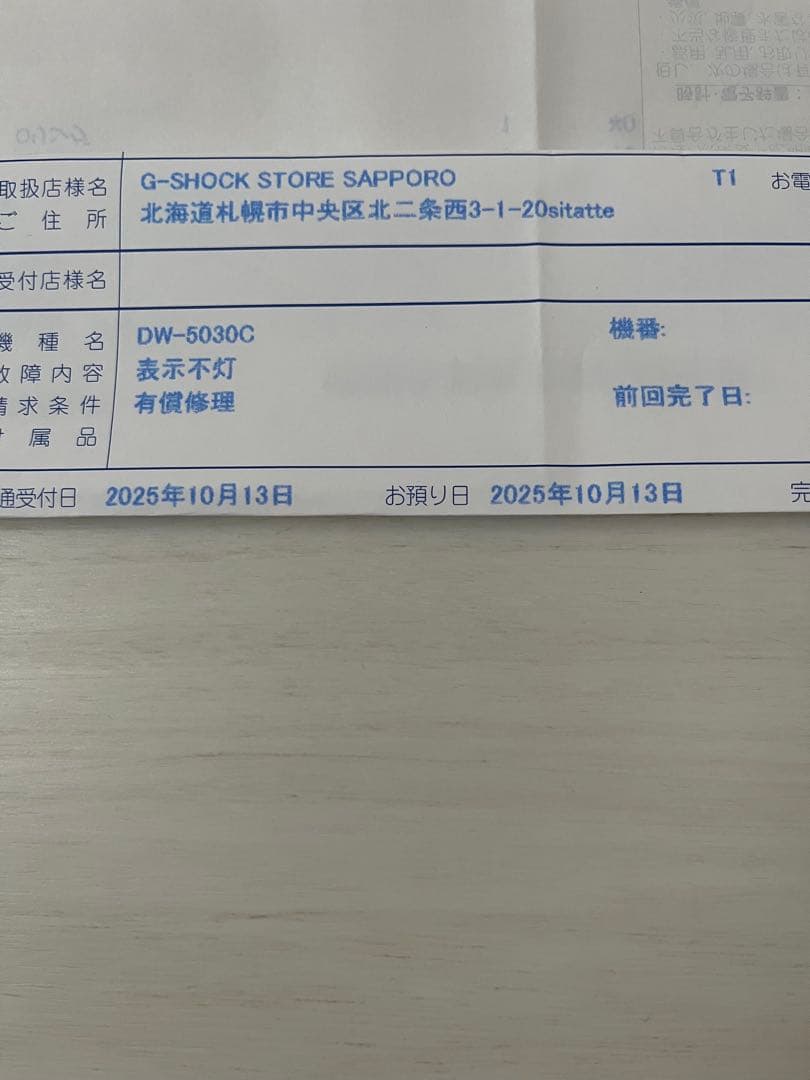 取扱店様名 G-SHOCK STORE SAPPORO T1 お電
ご住所 北海道札幌市中央区北二条西3-1-20sitatte
受付店様名
機種名 DW-5030C 機番:
故障内容 表示不灯
請求条件 有償修理 前回完了日:
付属品
通受付日 2025年10月13日 お預り日 2025年10月13日 完